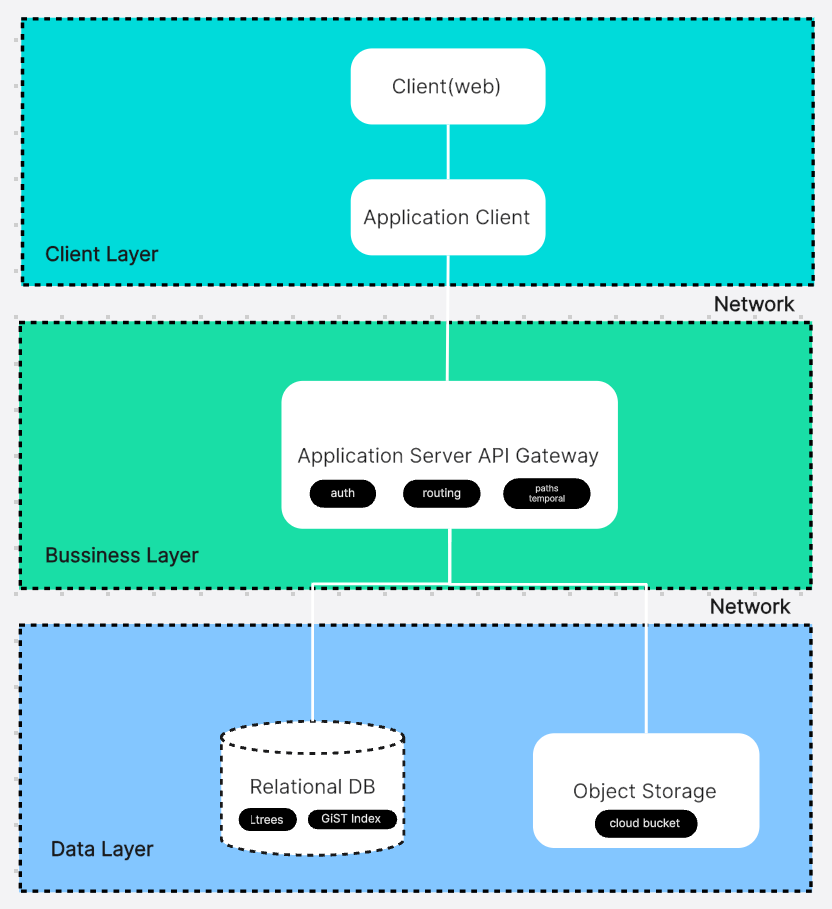 Client(web)
Application Client
Client Layer
Network
Application Server API Gateway
auth
routing
paths
temporal
Bussiness Layer
Network
Relational DB
Ltrees
GiST Index
Object Storage
cloud bucket
Data Layer